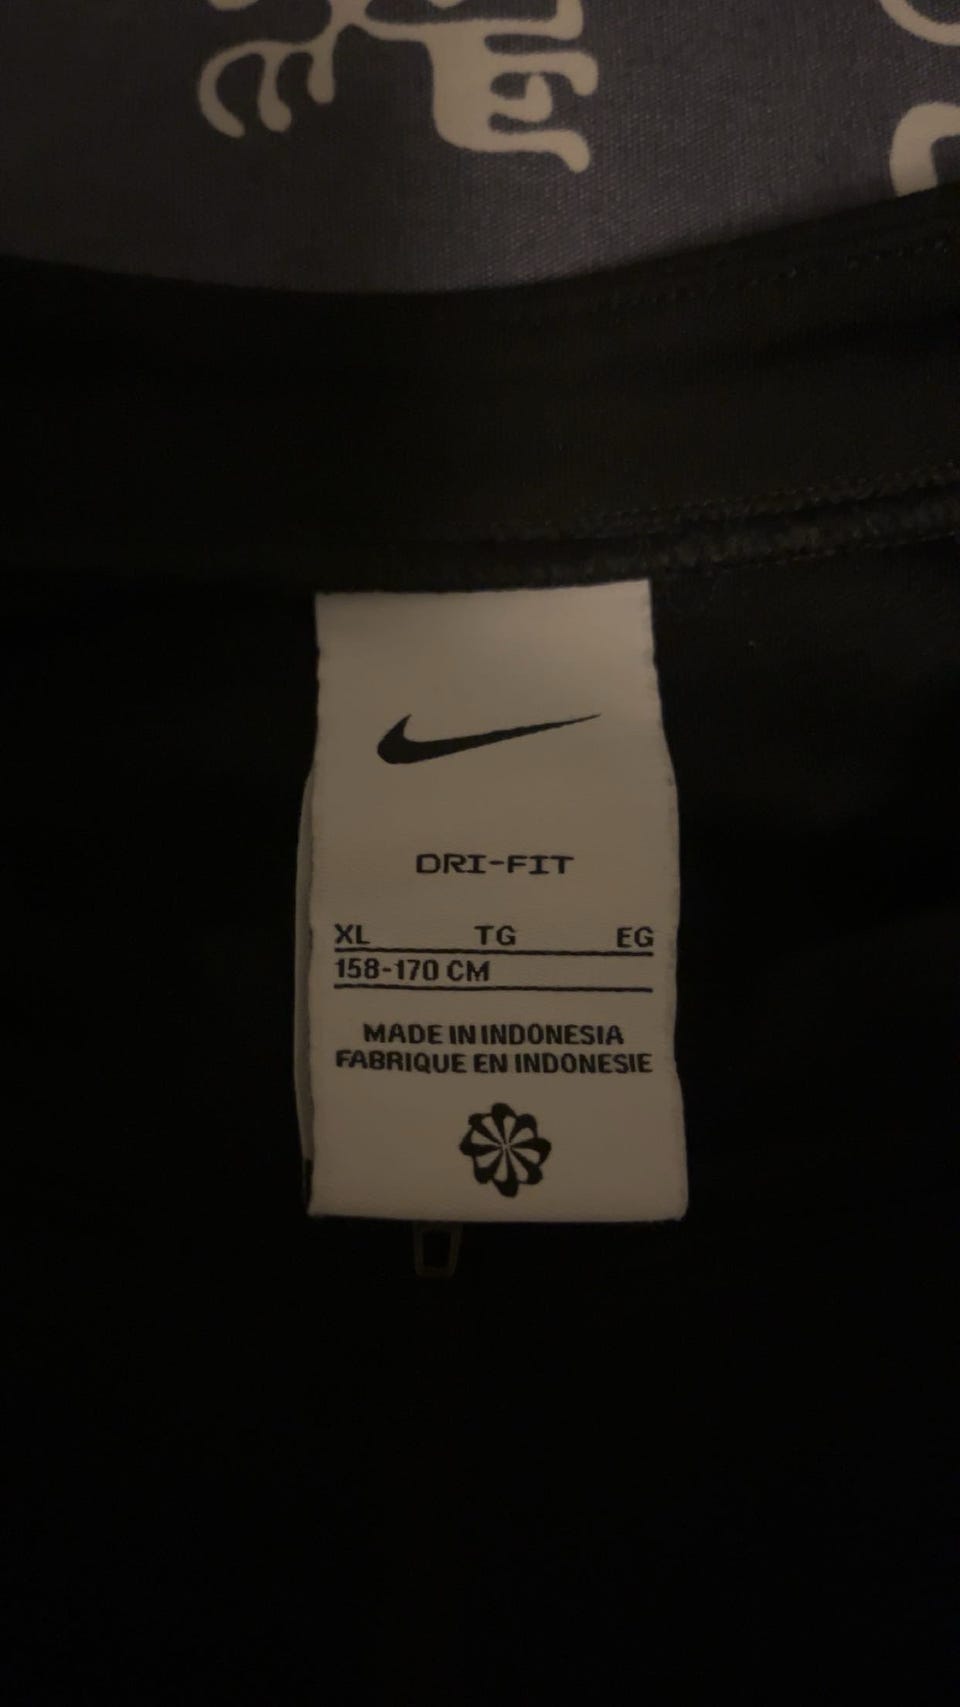 DRI-FIT
XL TG EG
158-170 CM
MADE IN INDONESIA
FABRIQUE EN INDONESIE